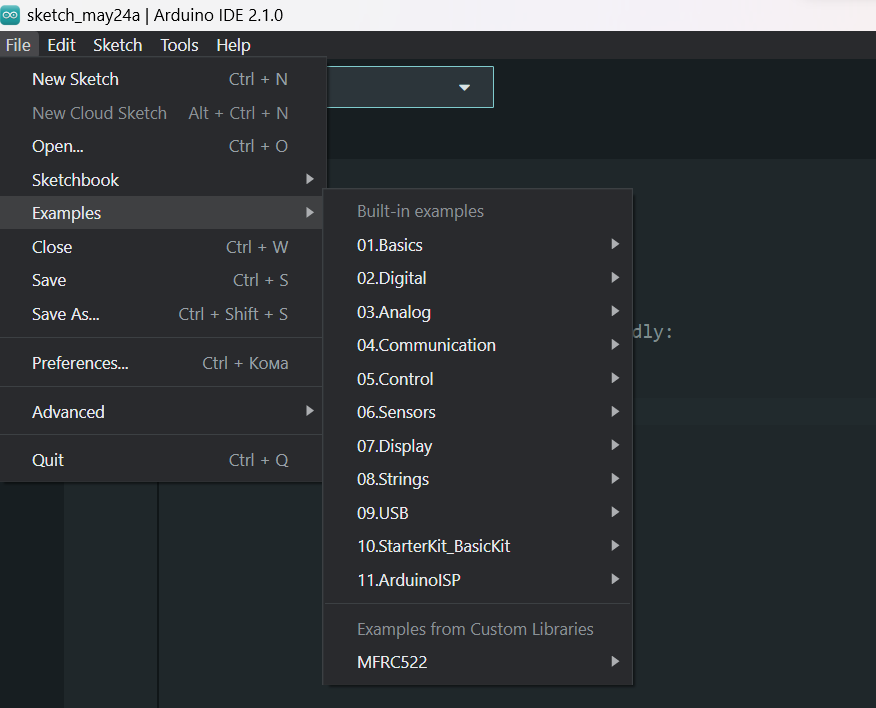 sketch_may24a | Arduino IDE 2.1.0
File Edit Sketch Tools Help
New Sketch Ctrl + N
New Cloud Sketch Alt + Ctrl + N
Open... Ctrl + O
Sketchbook
Examples
Close Ctrl + W
Save Ctrl + S
Save As... Ctrl + Shift + S
Preferences... Ctrl + Кома
Advanced
Quit Ctrl + Q
Built-in examples
01.Basics
02.Digital
03.Analog
04.Communication
05.Control
06.Sensors
07.Display
08.Strings
09.USB
10.StarterKit_BasicKit
11.ArduinoISP
Examples from Custom Libraries
MFRC522
dly: